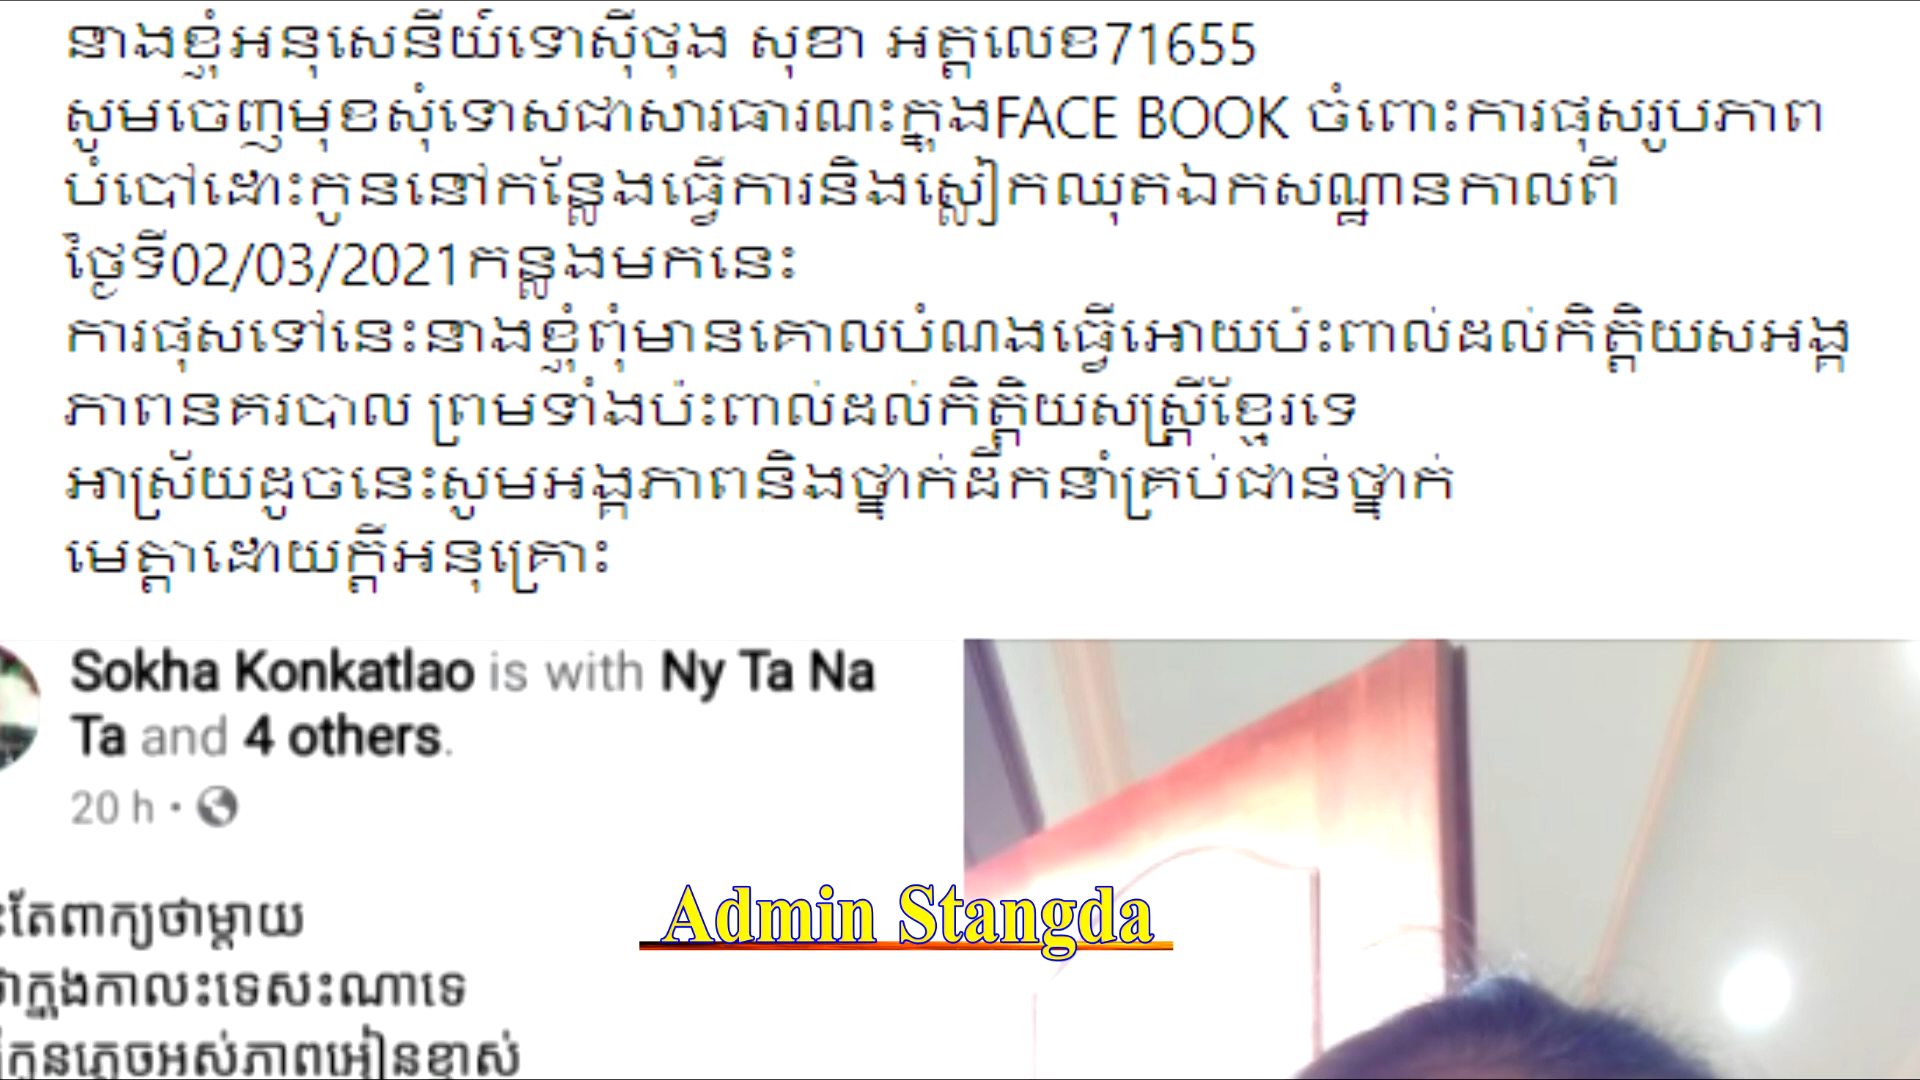 នាងខ្ញុំអនុសេនីយ៍ទោស៊ីថុង សុខា អត្តលេខ71655
សូមចេញមុខសុំទោសជាសារធារណះក្នុងFACE BOOK ចំពោះការផុសរូបភាព
បំបៅដោះកូននៅកន្លែងធ្វើការនិងស្លៀកឈុតឯកសណ្ឋានកាលពី
ថ្ងៃទី02/03/2021កន្លងមកនេះ
ការផុសទៅនេះនាងខ្ញុំពុំមានគោលបំណងធ្វើអោយប៉ះពាល់ដល់កិត្តិយសអង្គ
ភាពនគរបាល ព្រមទាំងប៉ះពាល់ដល់កិត្តិយសស្ត្រីខ្មែរទេ
អាស្រ័យដូចនេះសូមអង្គភាពនិងថ្នាក់ដឹកនាំគ្រប់ជាន់ថ្នាក់
មេត្តាដោយក្ដីអនុគ្រោះ
Sokha Konkatlao is with Ny Ta Na
Ta and 4 others.
20 h
តែពាក្យថាម្ដាយ
ក្នុងកាលះទេសះណាទេ
កូនភ្លេចអស់ភាពអៀនខ្មាស់
Admin Stangda